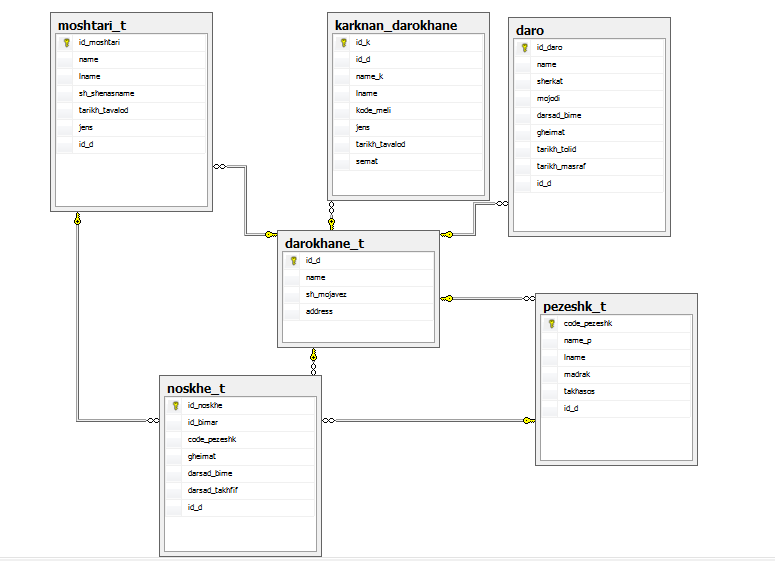 moshtari_t
id_moshtari
name
lname
sh_shenasname
tarikh_tavalod
jens
id_d
karknan_darokhane
id_k
id_d
name_k
lname
kode_meli
jens
tarikh_tavalod
semat
daro
id_daro
name
sherkat
mojodi
darsad_bime
gheimat
tarikh_tolid
tarikh_masraf
id_d
darokhane_t
id_d
name
sh_mojavez
address
pezeshk_t
code_pezeshk
name_p
lname
madrak
takhasos
id_d
noskhe_t
id_noskhe
id_bimar
code_pezeshk
gheimat
darsad_bime
darsad_takhfif
id_d